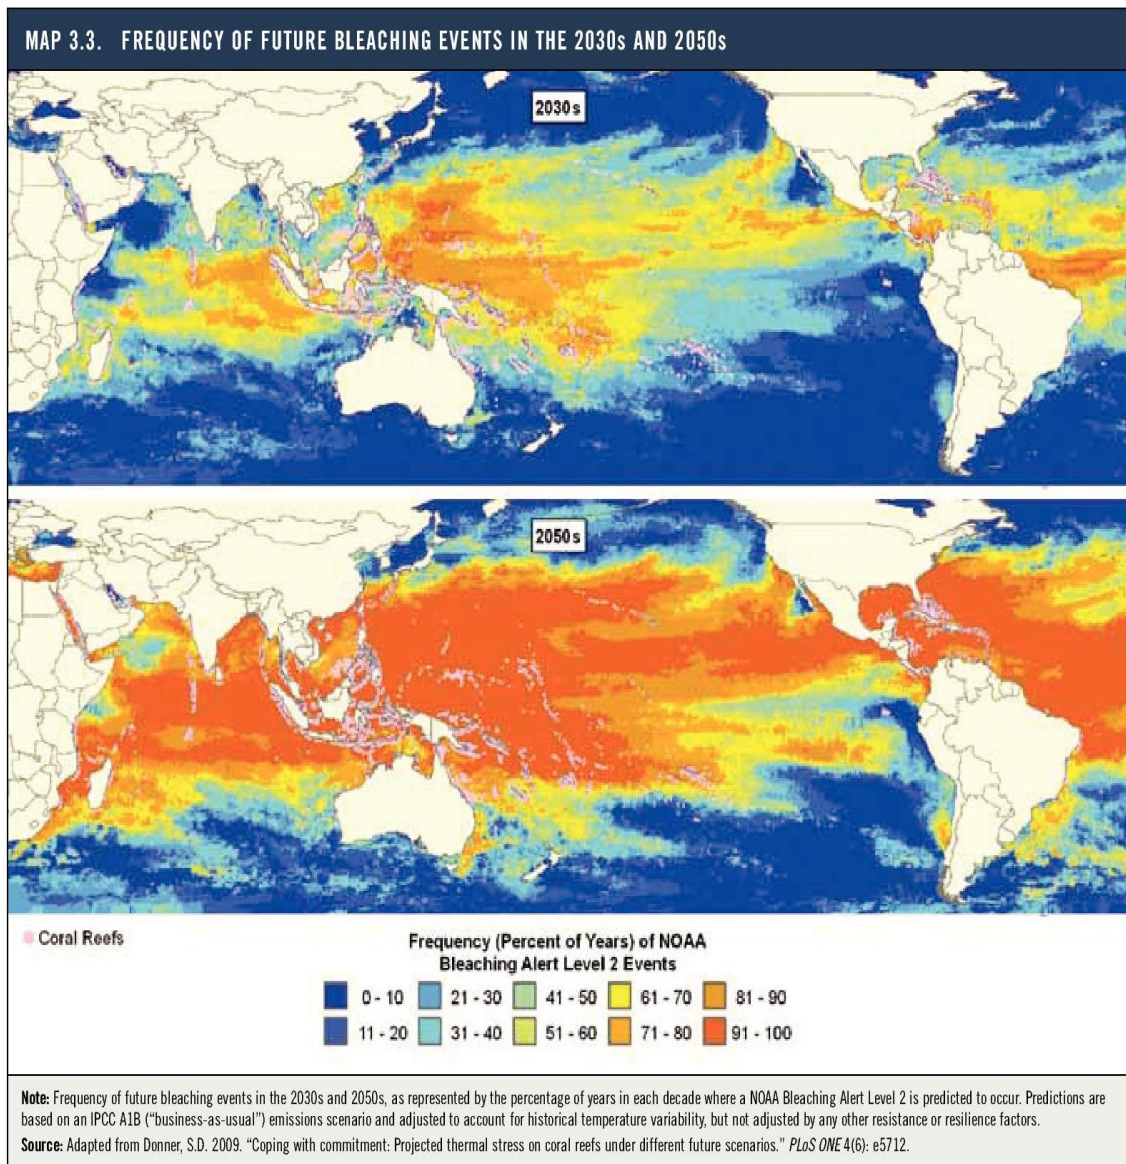 MAP 3.3. FREQUENCY OF FUTURE BLEACHING EVENTS IN THE 2030s AND 2050s
2030s
2050s
Coral Reefs
Frequency (Percent of Years) of NOAA
Bleaching Alert Level 2 Events
0 - 10 21 - 30 41 - 50 61 - 70 81 - 90
11 - 20 31 - 40 51 - 60 71 - 80 91 - 100
Note: Frequency of future bleaching events in the 2030s and 2050s, as represented by the percentage of years in each decade where a NOAA Bleaching Alert Level 2 is predicted to occur. Predictions are
based on an IPCC A1B (“business-as-usual”) emissions scenario and adjusted to account for historical temperature variability, but not adjusted by any other resistance or resilience factors.
Source: Adapted from Donner, S.D. 2009. “Coping with commitment: Projected thermal stress on coral reefs under different future scenarios.” PLoS ONE 4(6): e5712.